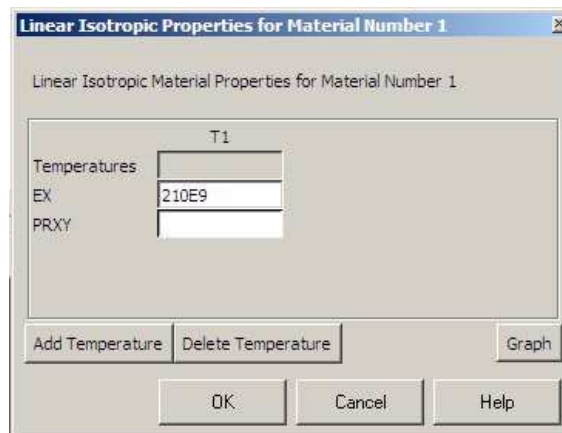 Linear Isotropic Properties for Material Number 1
Linear Isotropic Material Properties for Material Number 1
T1
Temperatures
EX 210E9
PRXY
Add Temperature Delete Temperature Graph
OK Cancel Help